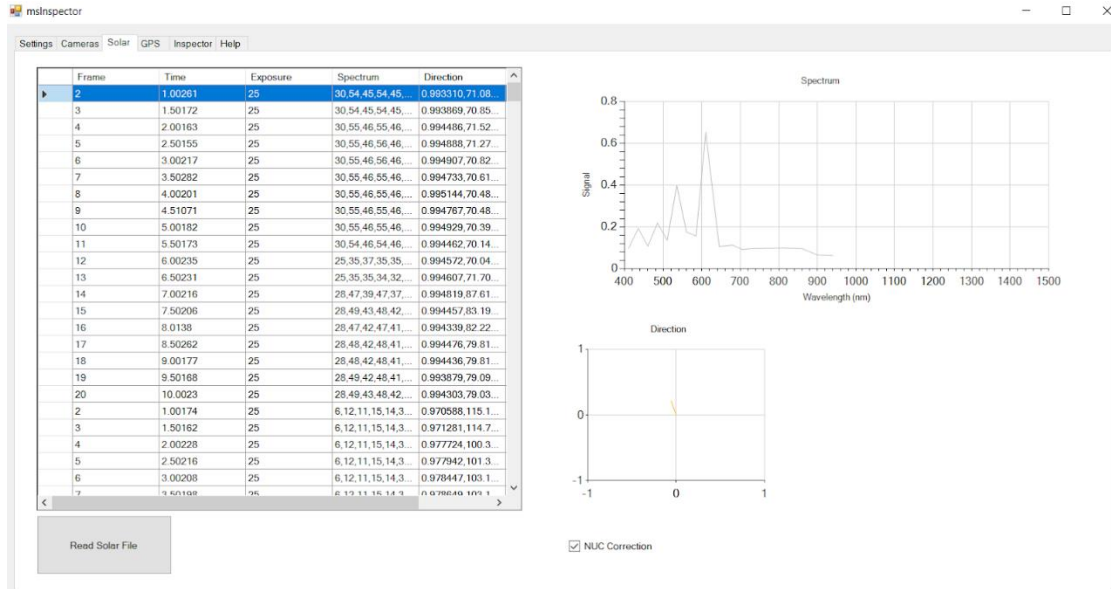 msInspector
Settings Cameras Solar GPS Inspector Help
Frame Time Exposure Spectrum Direction
2 1.00261 25 30,54,45,54,45,... 0.993310,71.08...
3 1.50172 25 30,54,45,54,45,... 0.993869,70.85...
4 2.00163 25 30,55,46,55,46,... 0.994486,71.52...
5 2.50155 25 30,55,46,56,46,... 0.994888,71.27...
6 3.00217 25 30,55,46,56,46,... 0.994907,70.82...
7 3.50282 25 30,55,46,55,46,... 0.994733,70.61...
8 4.00201 25 30,55,46,55,46,... 0.995144,70.48...
9 4.51071 25 30,55,46,55,46,... 0.994767,70.48...
10 5.00182 25 30,55,46,55,46,... 0.994929,70.39...
11 5.50173 25 30,54,46,54,46,... 0.994462,70.14...
12 6.00235 25 25,35,37,35,35,... 0.994572,70.04...
13 6.50231 25 25,35,35,34,32,... 0.994607,71.70...
14 7.00216 25 28,47,39,47,37,... 0.994819,87.61...
15 7.50206 25 28,49,43,48,42,... 0.994457,83.19...
16 8.0138 25 28,47,42,47,41,... 0.994339,82.22...
17 8.50262 25 28,48,42,48,41,... 0.994476,79.81...
18 9.00177 25 28,48,42,48,41,... 0.994436,79.81...
19 9.50168 25 28,49,42,48,41,... 0.993879,79.09...
20 10.0023 25 28,49,43,48,42,... 0.994303,79.03...
2 1.00174 25 6,12,11,15,14,3... 0.970588,115.1...
3 1.50162 25 6,12,11,15,14,3... 0.971281,114.7...
4 2.00228 25 6,12,11,15,14,3... 0.977724,100.3...
5 2.50216 25 6,12,11,15,14,3... 0.977942,101.3...
6 3.00208 25 6,12,11,15,14,3... 0.978447,103.1...
7 3.50198 25 6,12,11,15,14,3... 0.978649,103.1...
Read Solar File
Spectrum
0.8
0.6
0.4
0.2
0
Signal
400 500 600 700 800 900 1000 1100 1200 1300 1400 1500
Wavelength (nm)
Direction
1
0
-1
-1 0 1
NUC Correction